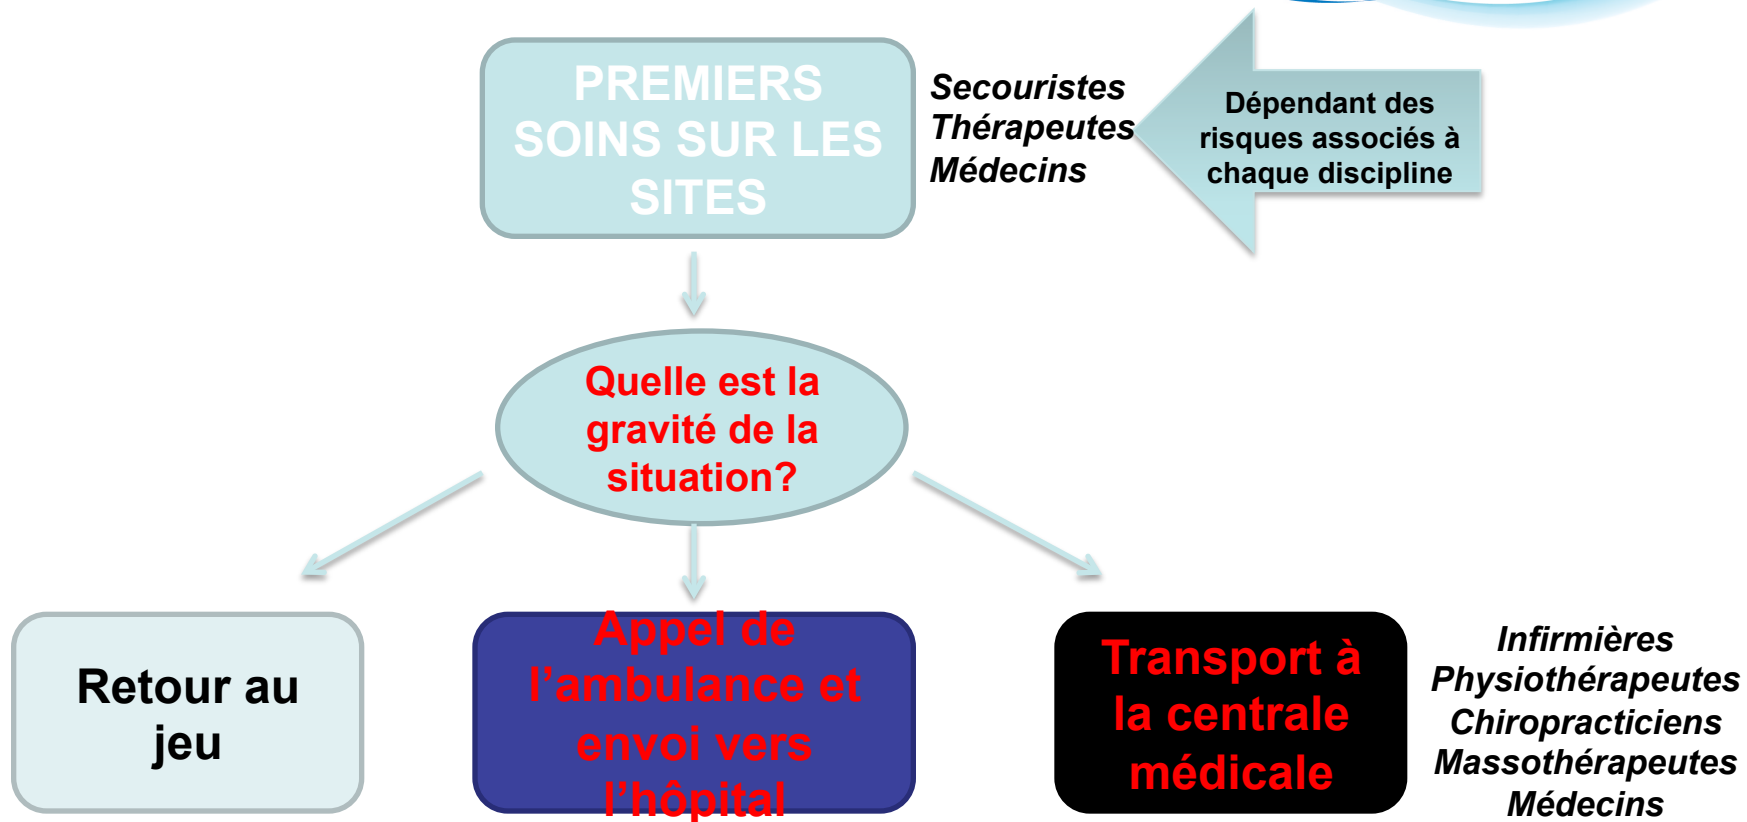 PREMIERS
SOINS SUR LES
SITES
Secouristes
Thérapeutes
Médecins
Dépendant des
risques associés à
chaque discipline
Quelle est la
gravité de la
situation?
Retour au
jeu
Appel de
l’ambulance et
envoi vers
l’hôpital
Transport à
la centrale
médicale
Infirmières
Physiothérapeutes
Chiropracticiens
Massothérapeutes
Médecins